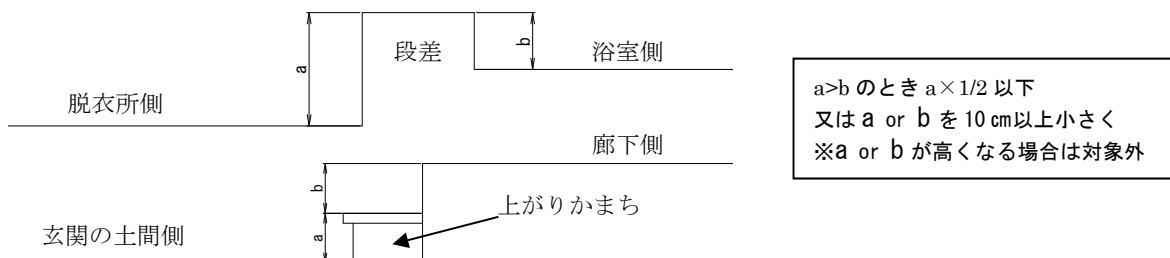 a
段差
b
浴室側
脱衣所側
a>b のとき a×1/2 以下
又は a or b を 10 ㎝以上小さく
※a or b が高くなる場合は対象外
廊下側
b
上がりかまち
玄関の土間側
a